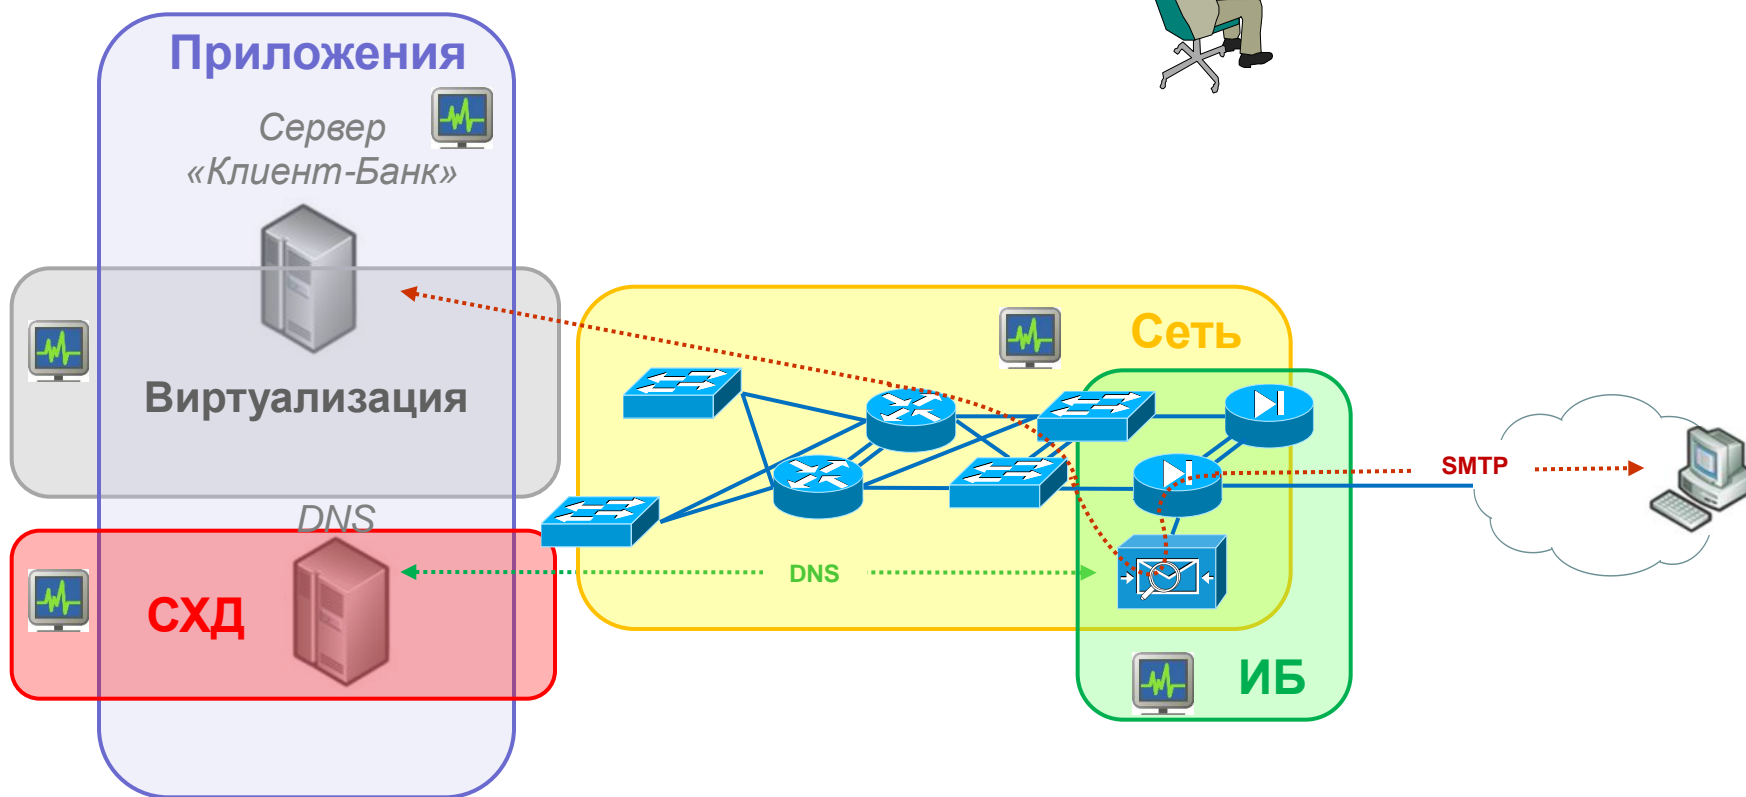 Приложения
Сервер
«Клиент-Банк»
Сеть
Виртуализация
SMTP
DNS
DNS
СХД
ИБ